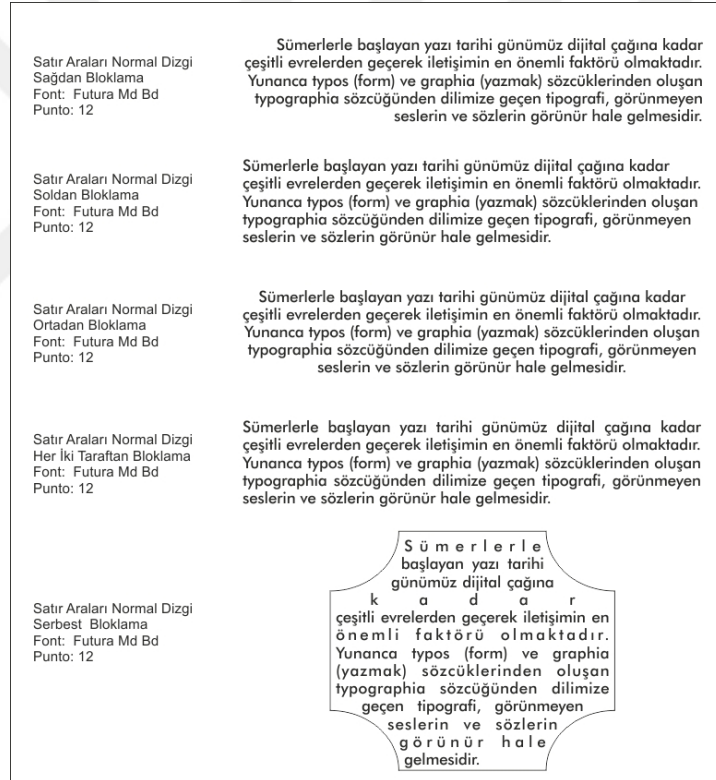 Satır Araları Normal Dizgi
Sağdan Bloklama
Font: Futura Md Bd
Punto: 12
Sümerlerle başlayan yazı tarihi günümüz dijital çağına kadar
çeşitli evrelerden geçerek iletişimin en önemli faktörü olmaktadır.
Yunanca typos (form) ve graphia (yazmak) sözcüklerinden oluşan
typographia sözcüğünden dilimize geçen tipografi, görünmeyen
seslerin ve sözlerin görünür hale gelmesidir.
Satır Araları Normal Dizgi
Soldan Bloklama
Font: Futura Md Bd
Punto: 12
Sümerlerle başlayan yazı tarihi günümüz dijital çağına kadar
çeşitli evrelerden geçerek iletişimin en önemli faktörü olmaktadır.
Yunanca typos (form) ve graphia (yazmak) sözcüklerinden oluşan
typographia sözcüğünden dilimize geçen tipografi, görünmeyen
seslerin ve sözlerin görünür hale gelmesidir.
Satır Araları Normal Dizgi
Ortadan Bloklama
Font: Futura Md Bd
Punto: 12
Sümerlerle başlayan yazı tarihi günümüz dijital çağına kadar
çeşitli evrelerden geçerek iletişimin en önemli faktörü olmaktadır.
Yunanca typos (form) ve graphia (yazmak) sözcüklerinden oluşan
typographia sözcüğünden dilimize geçen tipografi, görünmeyen
seslerin ve sözlerin görünür hale gelmesidir.
Satır Araları Normal Dizgi
Her İki Taraftan Bloklama
Font: Futura Md Bd
Punto: 12
Sümerlerle başlayan yazı tarihi günümüz dijital çağına kadar
çeşitli evrelerden geçerek iletişimin en önemli faktörü olmaktadır.
Yunanca typos (form) ve graphia (yazmak) sözcüklerinden oluşan
typographia sözcüğünden dilimize geçen tipografi, görünmeyen
seslerin ve sözlerin görünür hale gelmesidir.
Satır Araları Normal Dizgi
Serbest Bloklama
Font: Futura Md Bd
Punto: 12
Sümerlerle
başlayan yazı tarihi
günümüz dijital çağına
kadar
çeşitli evrelerden geçerek iletişimin en
önemli faktörü olmaktadır.
Yunanca typos (form) ve graphia
(yazmak) sözcüklerinden oluşan
typographia sözcüğünden dilimize
geçen tipografi, görünmeyen
seslerin ve sözlerin
görünür hale
gelmesidir.